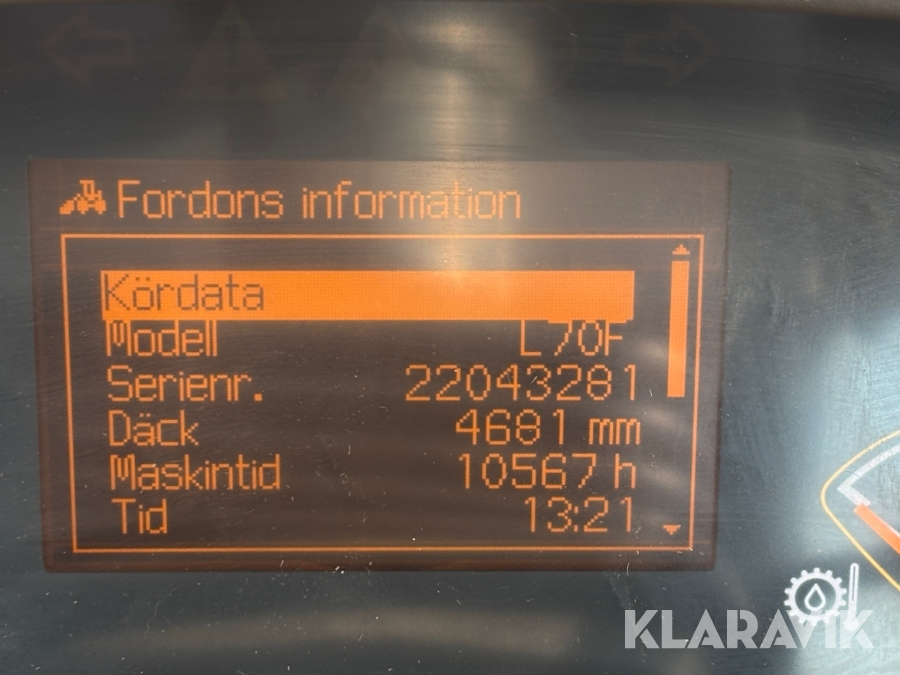 Fordons information
Kördata
Modell L70F
Serienr. 22043281
Däck 4681 mm
Maskintid 10567 h
Tid 13:21
KLARAVIK